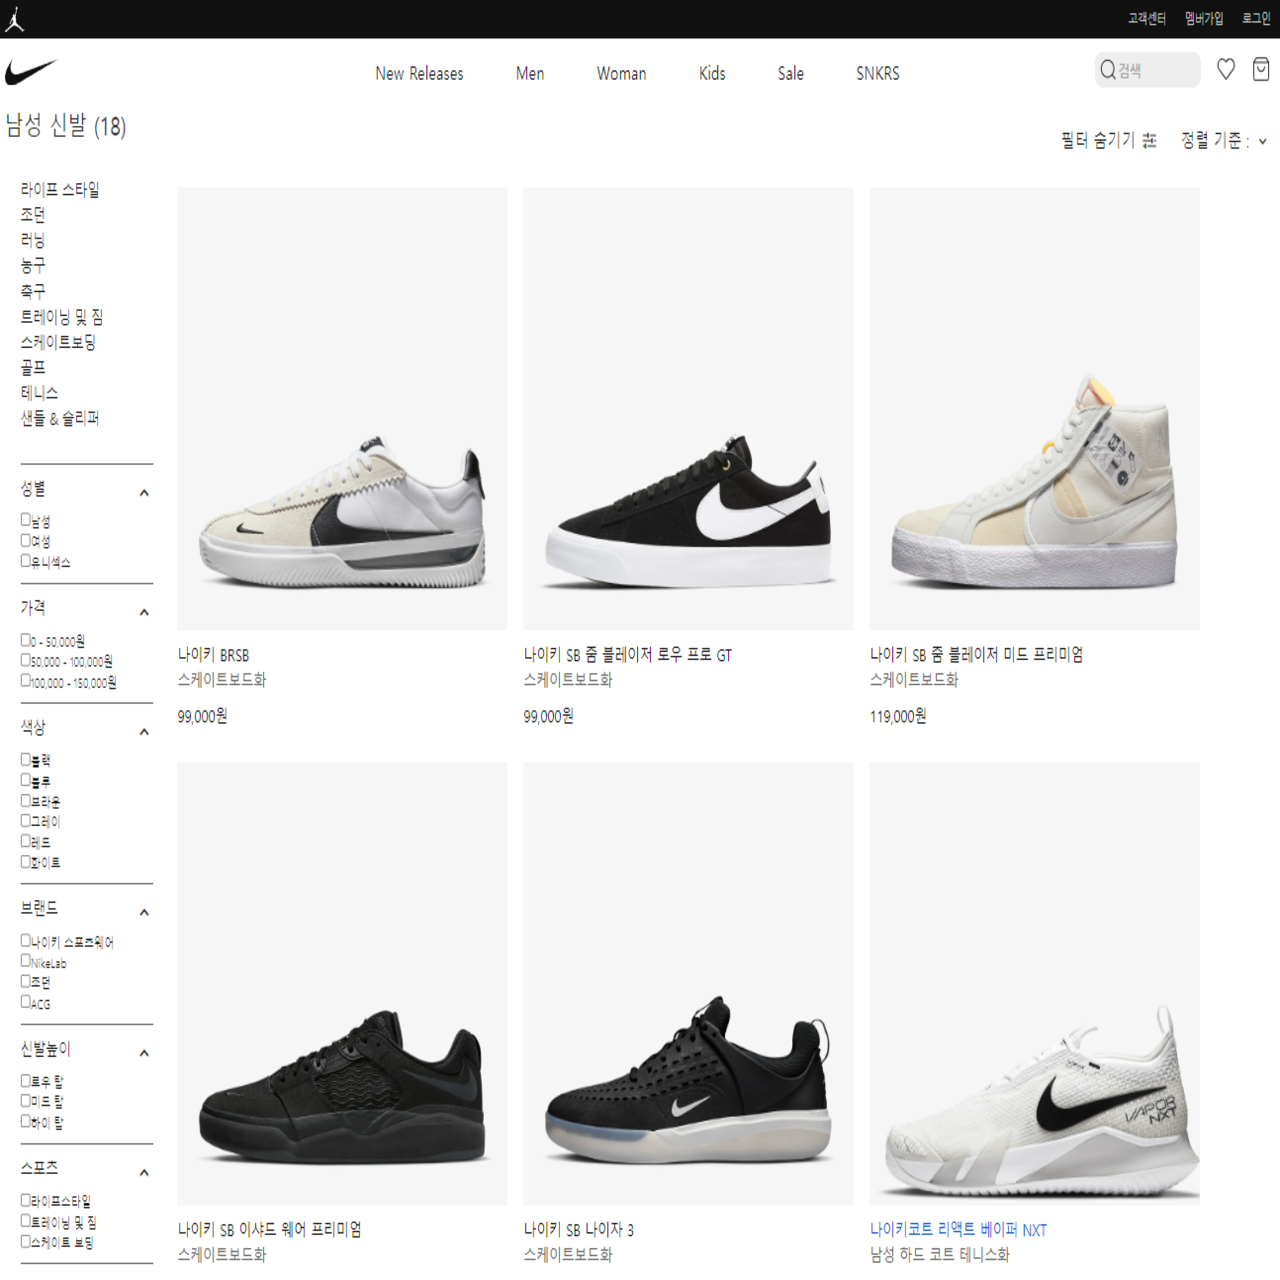 고객센터 멤버가입 로그인
New Releases Men Woman Kids Sale SNKRS 검색
남성 신발 (18)
필터 숨기기 정렬 기준 :
라이프 스타일
조던
러닝
농구
축구
트레이닝 및 짐
스케이트보딩
골프
테니스
샌들 & 슬리퍼
성별
남성
여성
유니섹스
가격
0 - 50,000원
50,000 - 100,000원
100,000 - 150,000원
색상
블랙
블루
브라운
그레이
레드
화이트
브랜드
나이키 스포츠웨어
NikeLab
조던
ACG
신발높이
로우 탑
미드 탑
하이 탑
스포츠
라이프스타일
트레이닝 및 짐
스케이트 보딩
나이키 BRSB
스케이트보드화
99,000원
나이키 SB 줌 블레이저 로우 프로 GT
스케이트보드화
99,000원
나이키 SB 줌 블레이저 미드 프리미엄
스케이트보드화
119,000원
나이키 SB 이샤드 웨어 프리미엄
스케이트보드화
나이키 SB 나이자 3
스케이트보드화
VAPOR
NXT
나이키코트 리액트 베이퍼 NXT
남성 하드 코트 테니스화